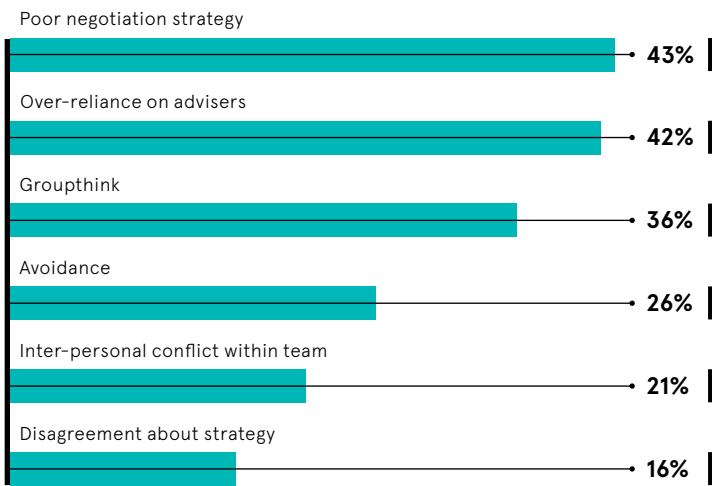 Poor negotiation strategy
43%
Over-reliance on advisers
42%
Groupthink
36%
Avoidance
26%
Inter-personal conflict within team
21%
Disagreement about strategy
16%